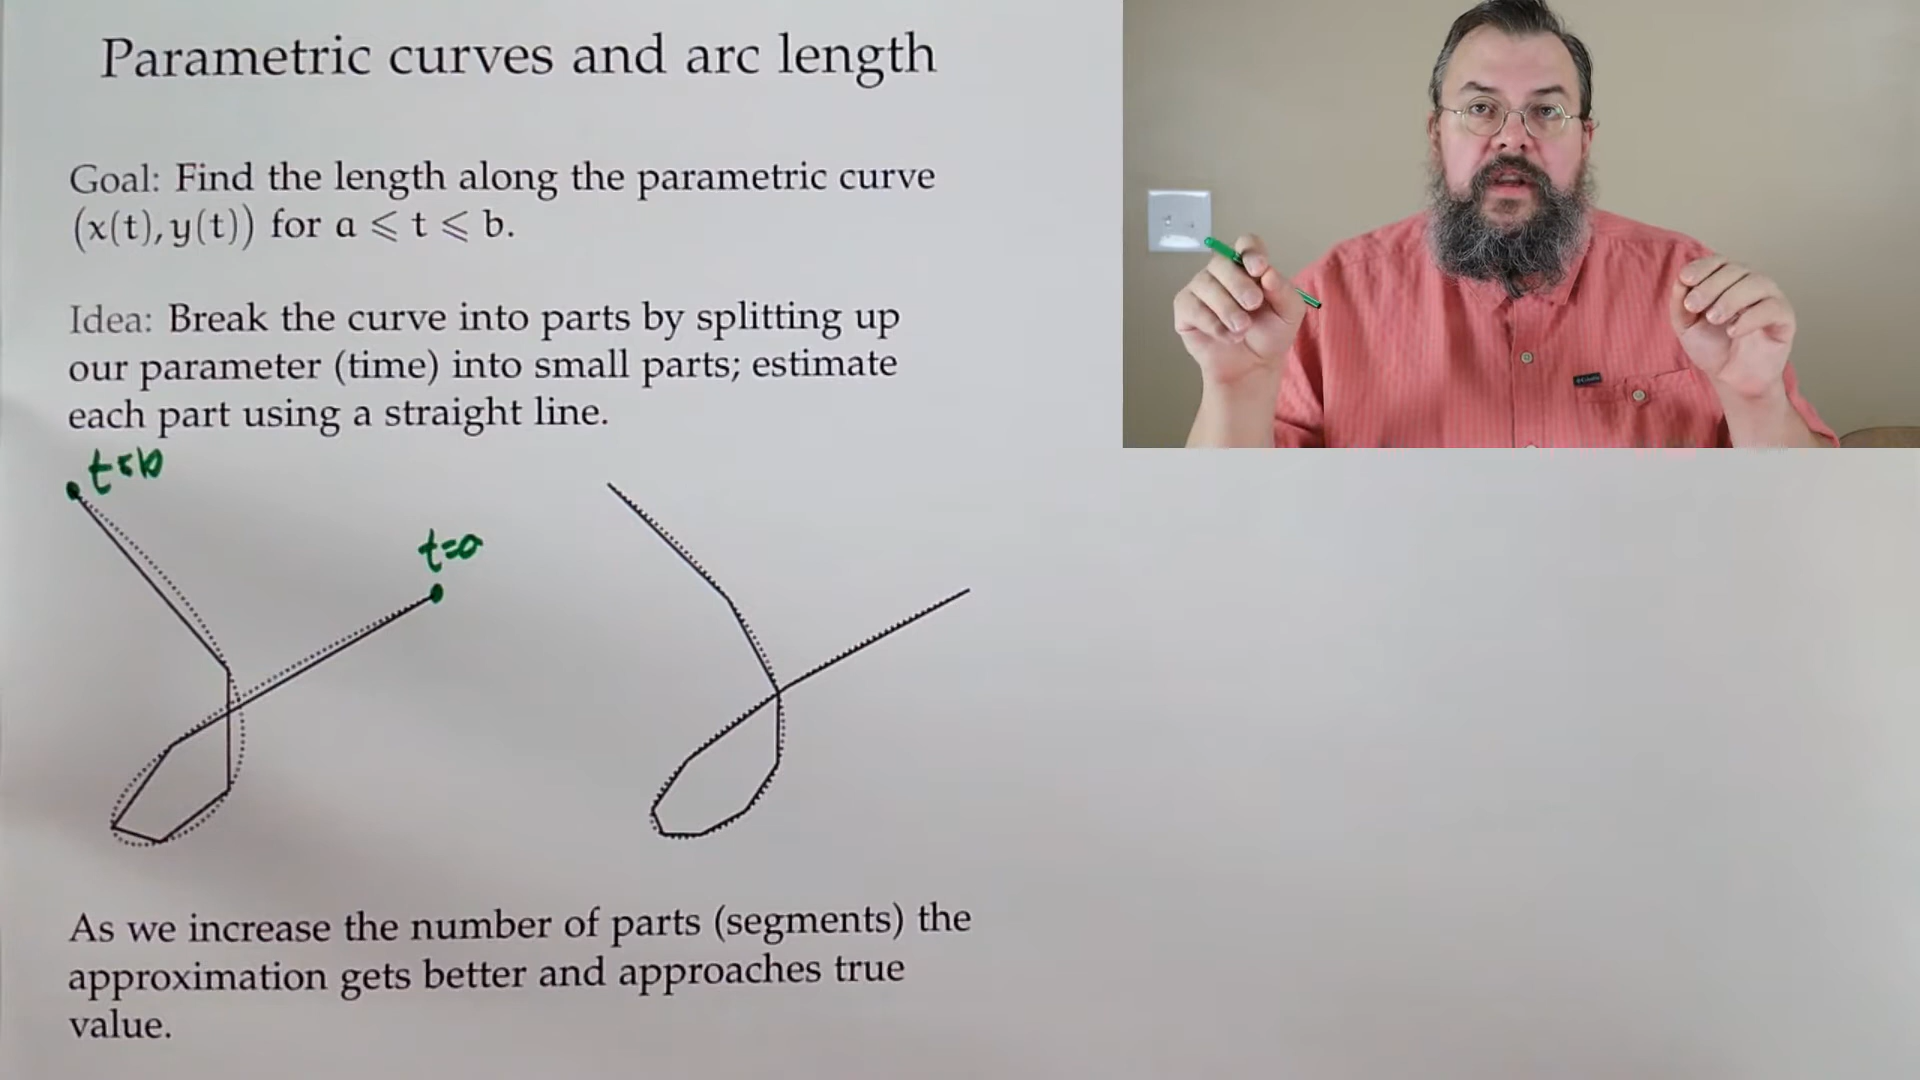 Parametric curves and arc length
Goal: Find the length along the parametric curve
(x(t), y(t)) for a ⩽ t ⩽ b.
Idea: Break the curve into parts by splitting up
our parameter (time) into small parts; estimate
each part using a straight line.
t=b
t=a
As we increase the number of parts (segments) the
approximation gets better and approaches true
value.